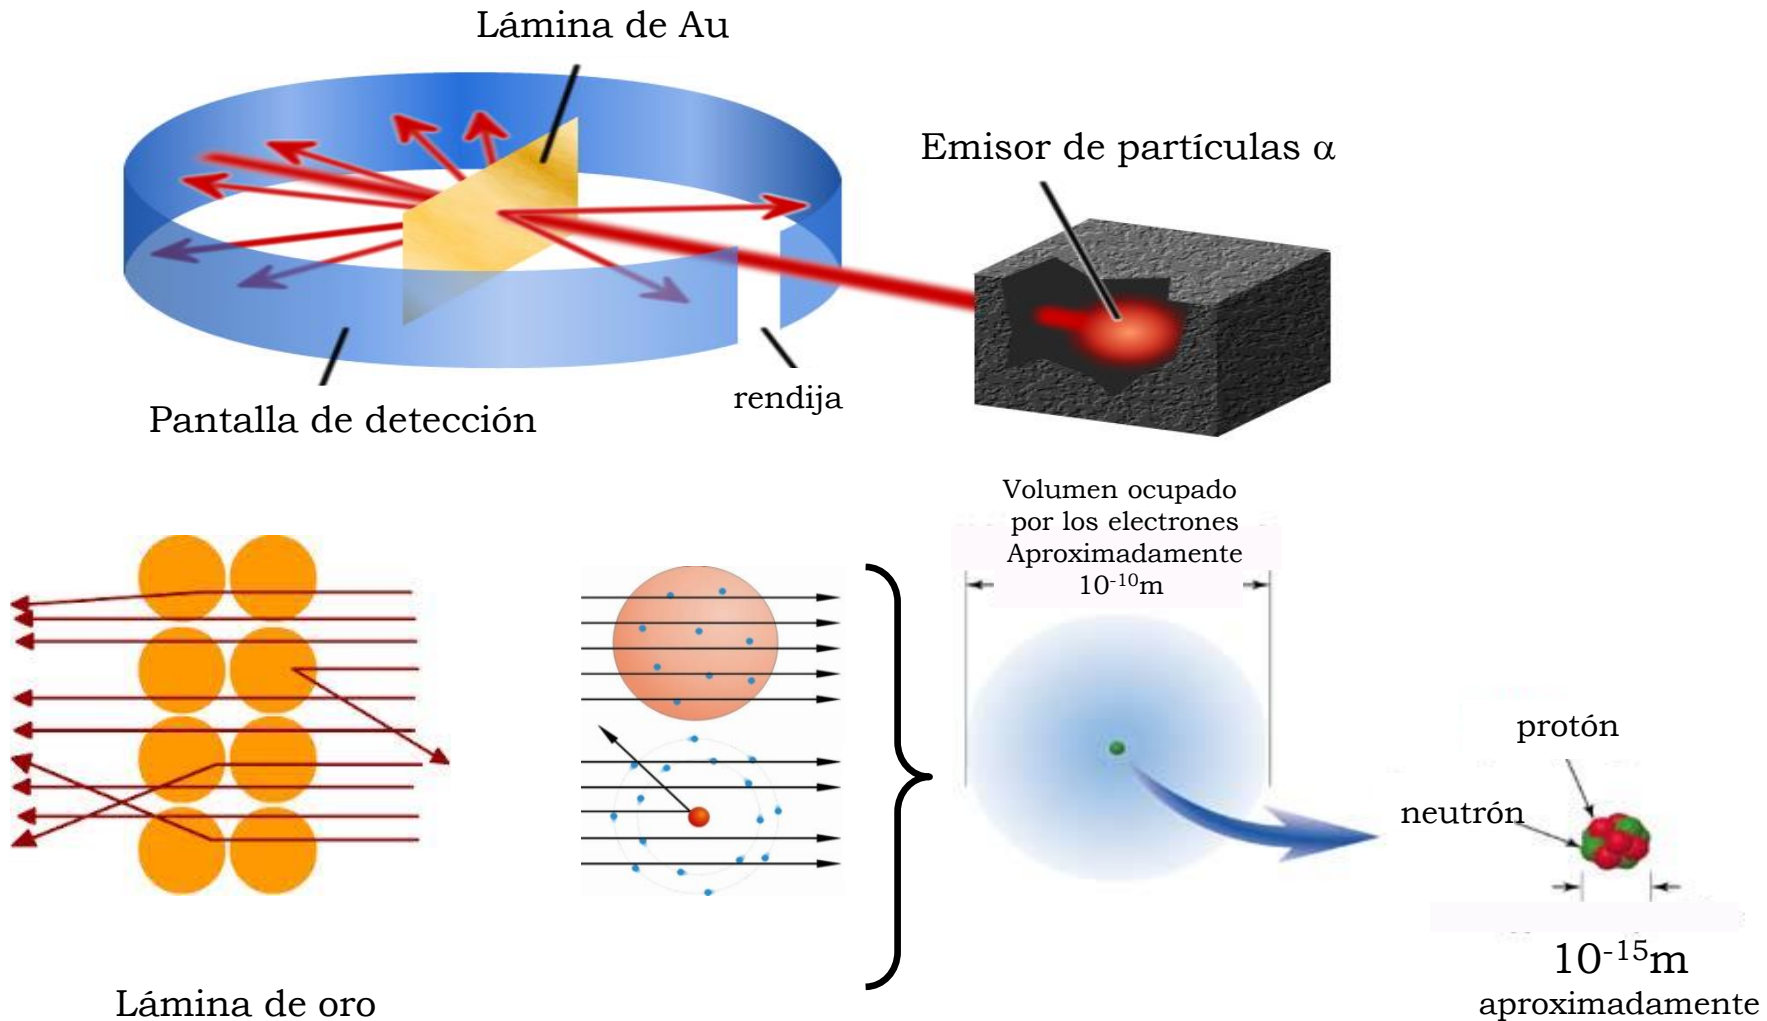 Lámina de Au
Emisor de partículas α
rendija
Pantalla de detección
Volumen ocupado
por los electrones
Aproximadamente
10⁻¹⁰m
protón
neutrón
10⁻¹⁵m
aproximadamente
Lámina de oro